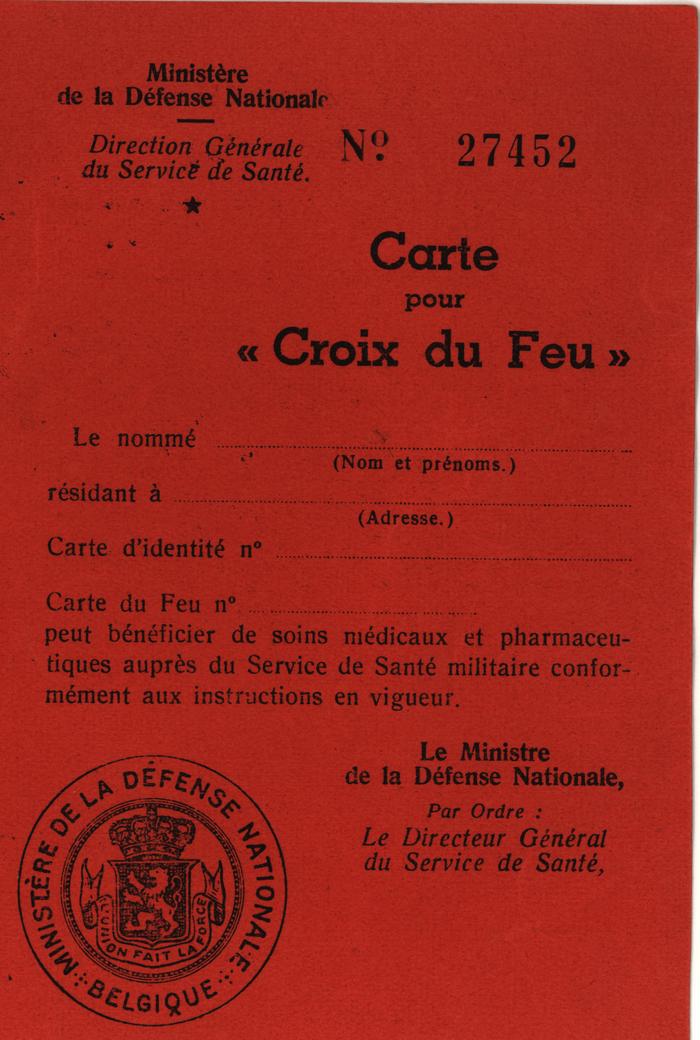 Ministère
de la Défense Nationale
Direction Générale
du Service de Santé.
Nº 27452
Carte
pour
« Croix du Feu »
Le nommé
(Nom et prénoms.)
résidant à
(Adresse.)
Carte d'identité nº
Carte du Feu nº
peut bénéficier de soins médicaux et pharmaceu-
tiques auprès du Service de Santé militaire confor-
mément aux instructions en vigueur.
Le Ministre
de la Défense Nationale,
Par Ordre :
Le Directeur Général
du Service de Santé,
MINISTÈRE DE LA DÉFENSE NATIONALE
L'UNION FAIT LA FORCE
BELGIQUE